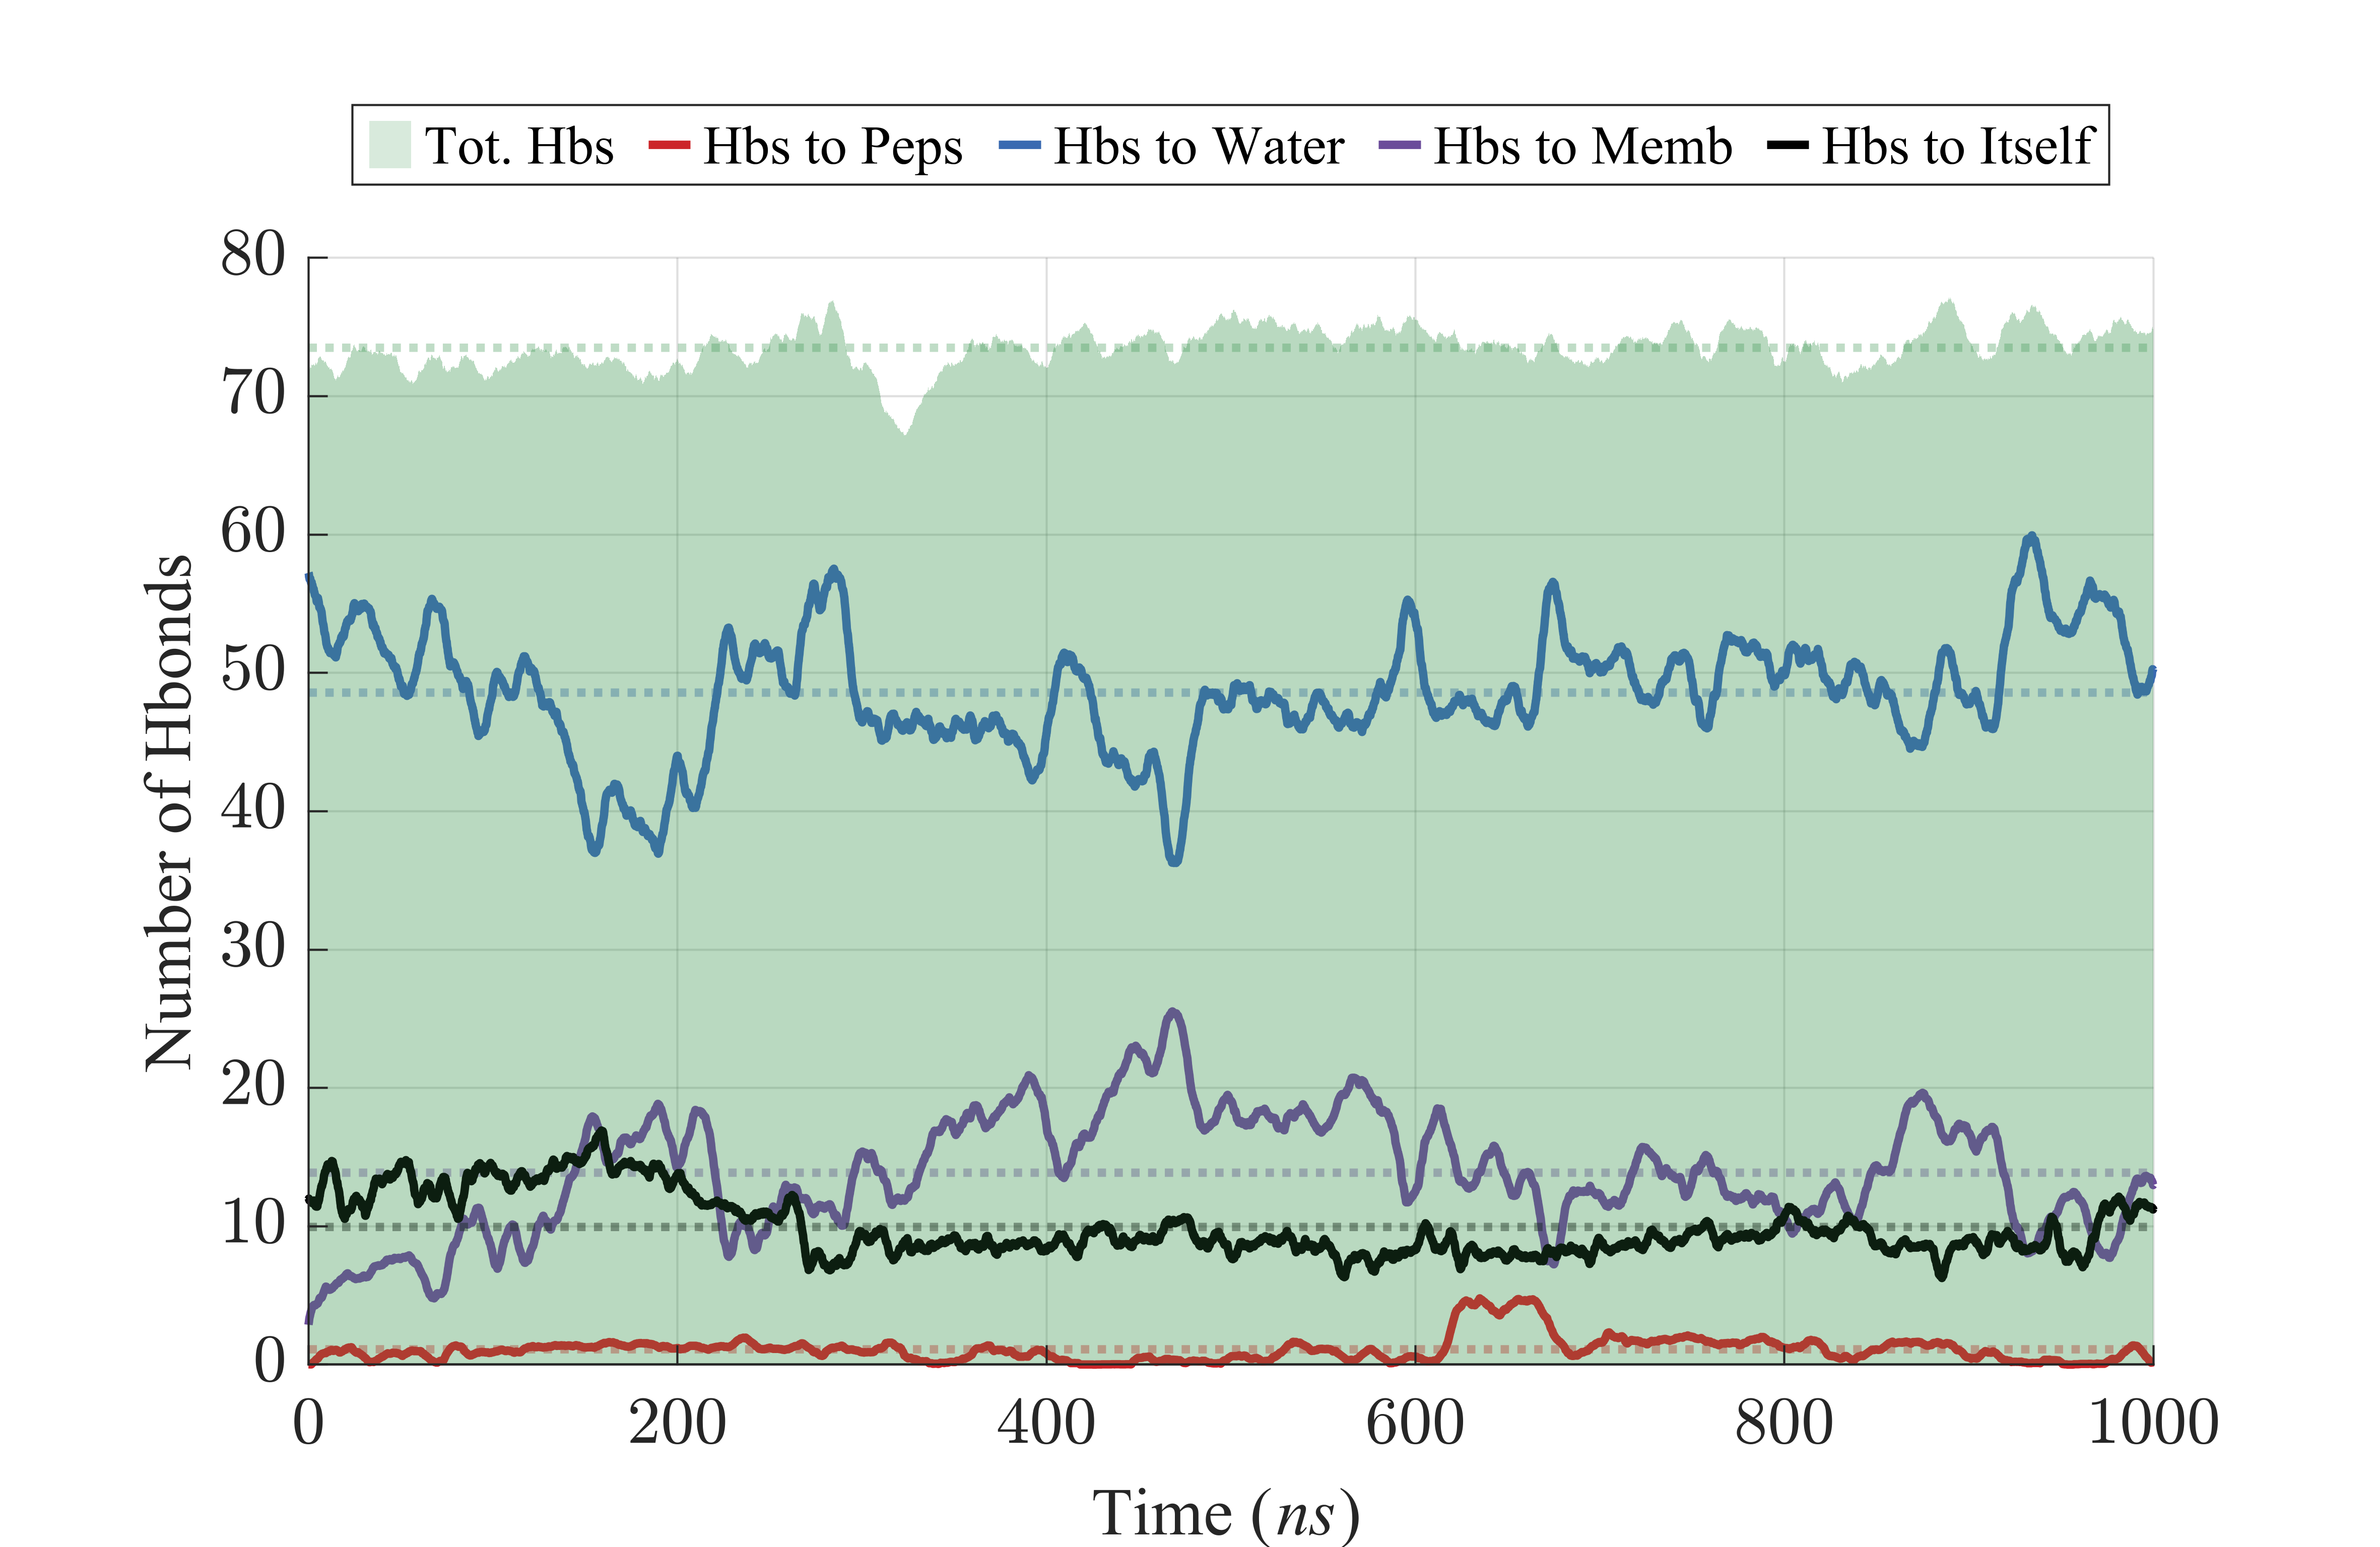 Tot. Hbs Hbs to Peps Hbs to Water Hbs to Memb Hbs to Itself
80
70
60
50
40
30
20
10
0
Number of Hbonds
0 200 400 600 800 1000
Time (ns)